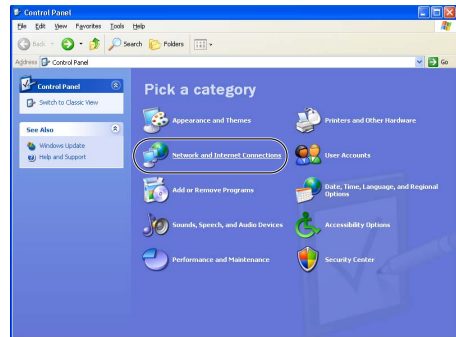 Control Panel
File Edit View Favorites Tools Help
Back Search Folders
Address Control Panel Go
Control Panel
Switch to Classic View
See Also
Windows Update
Help and Support
Pick a category
Appearance and Themes
Printers and Other Hardware
Network and Internet Connections
User Accounts
Add or Remove Programs
Date, Time, Language, and Regional
Options
Sounds, Speech, and Audio Devices
Accessibility Options
Performance and Maintenance
Security Center